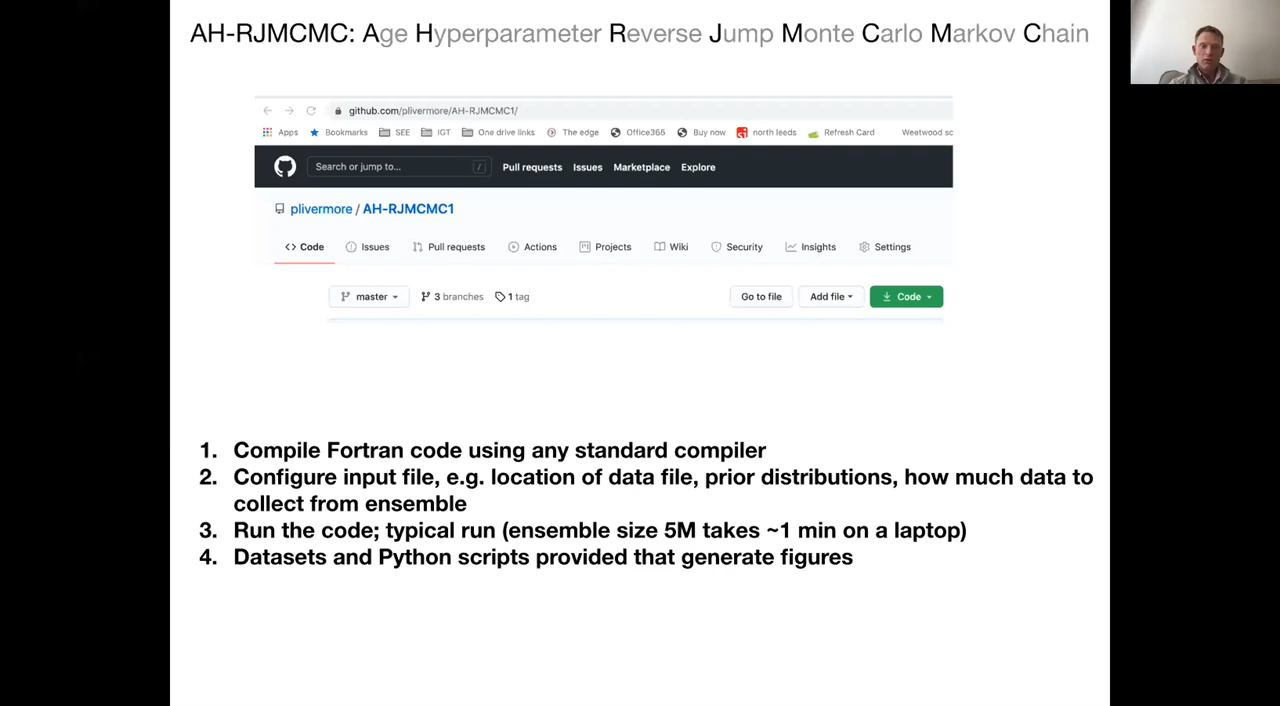 AH-RJMCMC: Age Hyperparameter Reverse Jump Monte Carlo Markov Chain
github.com/plivermore/AH-RJMCMC1/
Apps Bookmarks SEE IGT One drive links The edge Office365 Buy now north leeds Refresh Card Weetwood sc
Search or jump to... / Pull requests Issues Marketplace Explore
plivermore / AH-RJMCMC1
<> Code Issues Pull requests Actions Projects Wiki Security Insights Settings
master 3 branches 1 tag Go to file Add file Code
1. Compile Fortran code using any standard compiler
2. Configure input file, e.g. location of data file, prior distributions, how much data to
collect from ensemble
3. Run the code; typical run (ensemble size 5M takes ~1 min on a laptop)
4. Datasets and Python scripts provided that generate figures